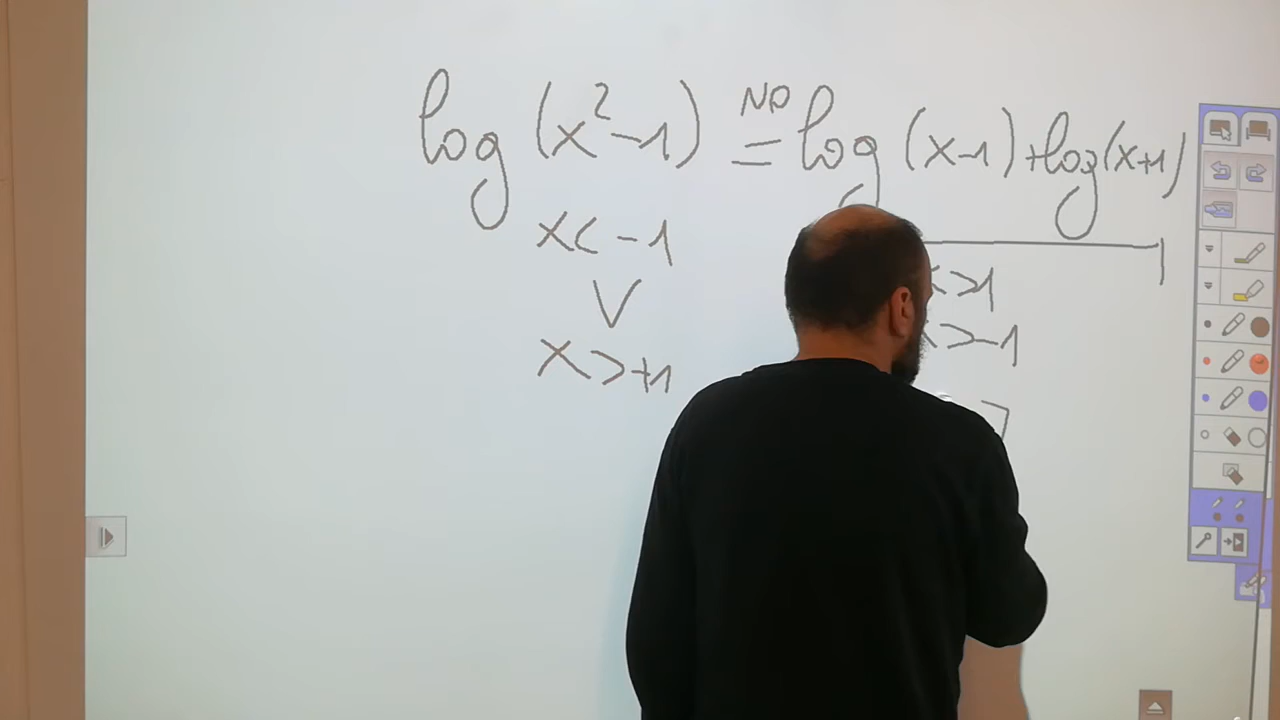 NO
log (x²-1) = log (x-1) + log (x+1)
x < -1
x > 1
V
x > -1
x > +1